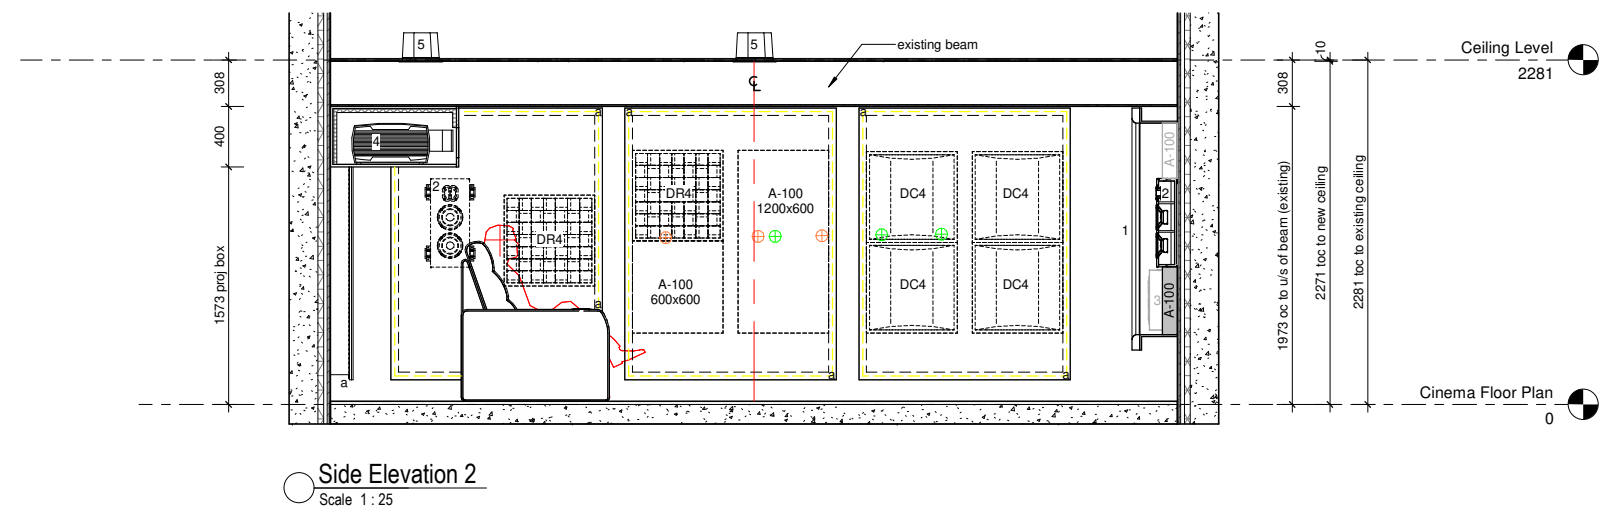 5
5
existing beam
10
Ceiling Level
2281
308
308
℄
400
4
a
a
a
A-100
2
DR4
A-100
1200x600
DC4
DC4
2
1973 oc to u/s of beam (existing)
2271 toc to new ceiling
2281 toc to existing ceiling
1
DR4
A-100
600x600
DC4
DC4
3
A-100
1573 proj box
a
a
a
a
Cinema Floor Plan
0
Side Elevation 2
Scale 1 : 25